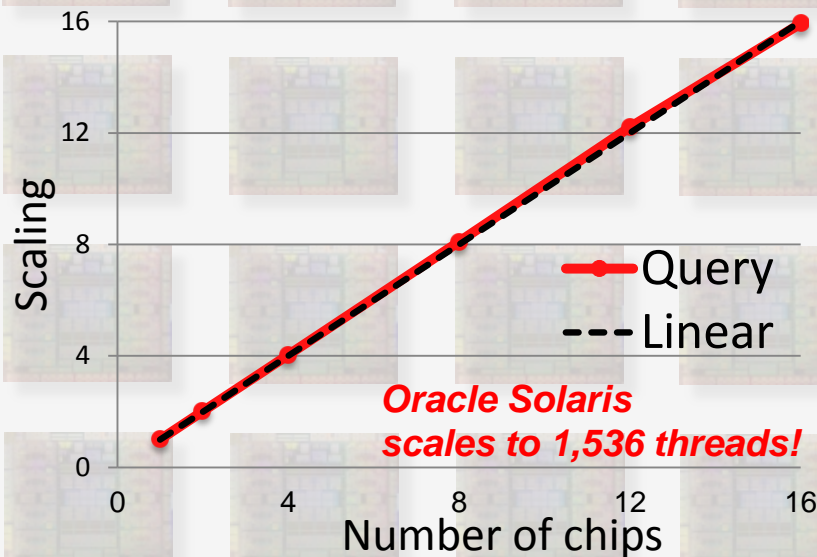 16
12
8
4
0
Scaling
Query
Linear
Oracle Solaris
scales to 1,536 threads!
0 4 8 12 16
Number of chips